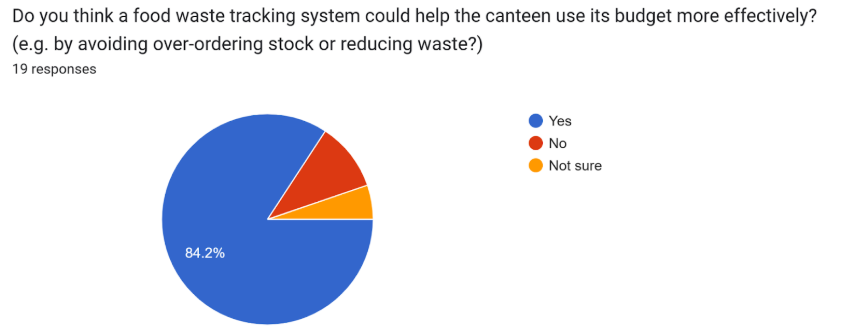 Do you think a food waste tracking system could help the canteen use its budget more effectively?
(e.g. by avoiding over-ordering stock or reducing waste?)
19 responses
Yes
No
Not sure
84.2%